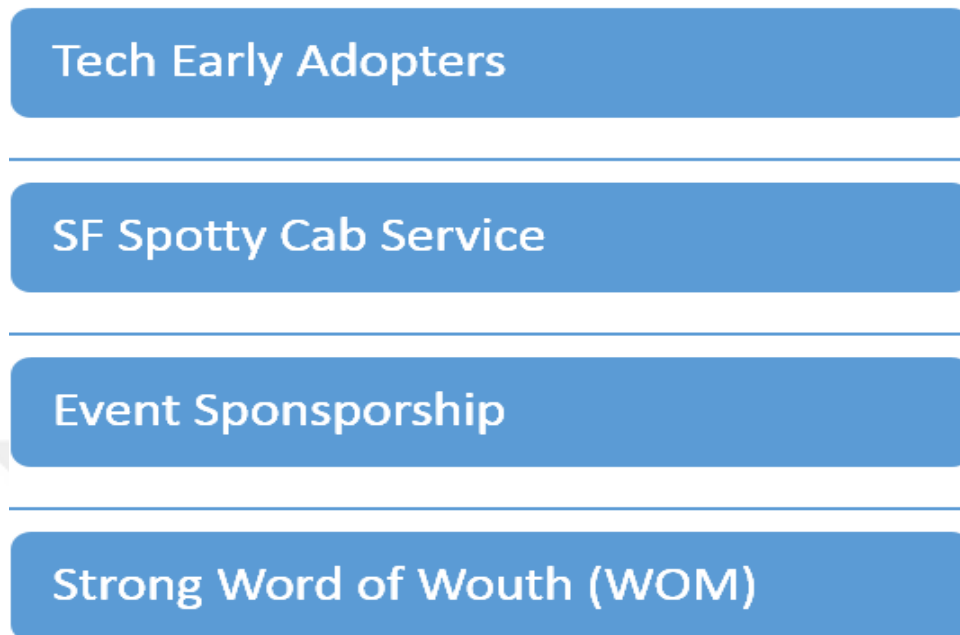 Tech Early Adopters
SF Spotty Cab Service
Event Sponsporship
Strong Word of Wouth (WOM)